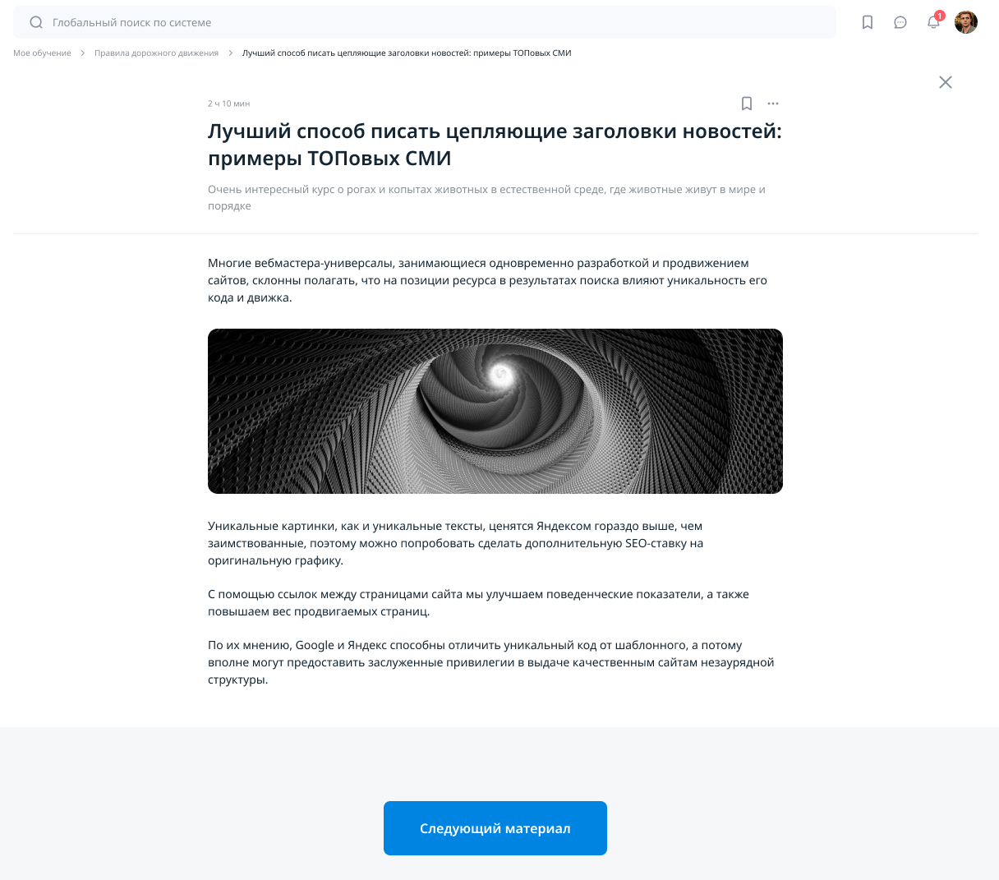 Глобальный поиск по системе
1
Мое обучение > Правила дорожного движения > Лучший способ писать цепляющие заголовки новостей: примеры ТОПовых СМИ
2 ч 10 мин
Лучший способ писать цепляющие заголовки новостей:
примеры ТОПовых СМИ
Очень интересный курс о рогах и копытах животных в естественной среде, где животные живут в мире и
порядке
Многие вебмастера-универсалы, занимающиеся одновременно разработкой и продвижением
сайтов, склонны полагать, что на позиции ресурса в результатах поиска влияют уникальность его
кода и движка.
Уникальные картинки, как и уникальные тексты, ценятся Яндексом гораздо выше, чем
заимствованные, поэтому можно попробовать сделать дополнительную SEO-ставку на
оригинальную графику.
С помощью ссылок между страницами сайта мы улучшаем поведенческие показатели, а также
повышаем вес продвигаемых страниц.
По их мнению, Google и Яндекс способны отличить уникальный код от шаблонного, а потому
вполне могут предоставить заслуженные привилегии в выдаче качественным сайтам незаурядной
структуры.
Следующий материал